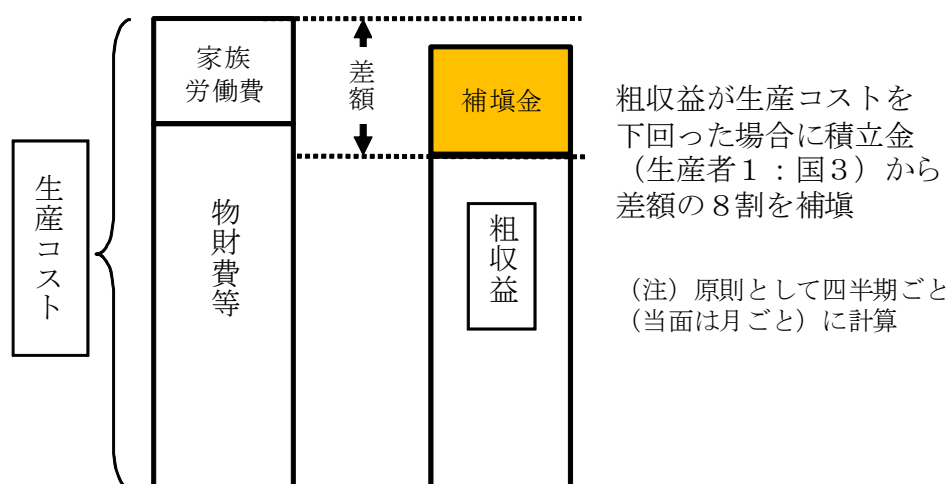 生産コスト
家族
労働費
物財費等
差額
補塡金
粗収益
粗収益が生産コストを
下回った場合に積立金
（生産者１：国３）から
差額の８割を補塡
（注）原則として四半期ごと
（当面は月ごと）に計算